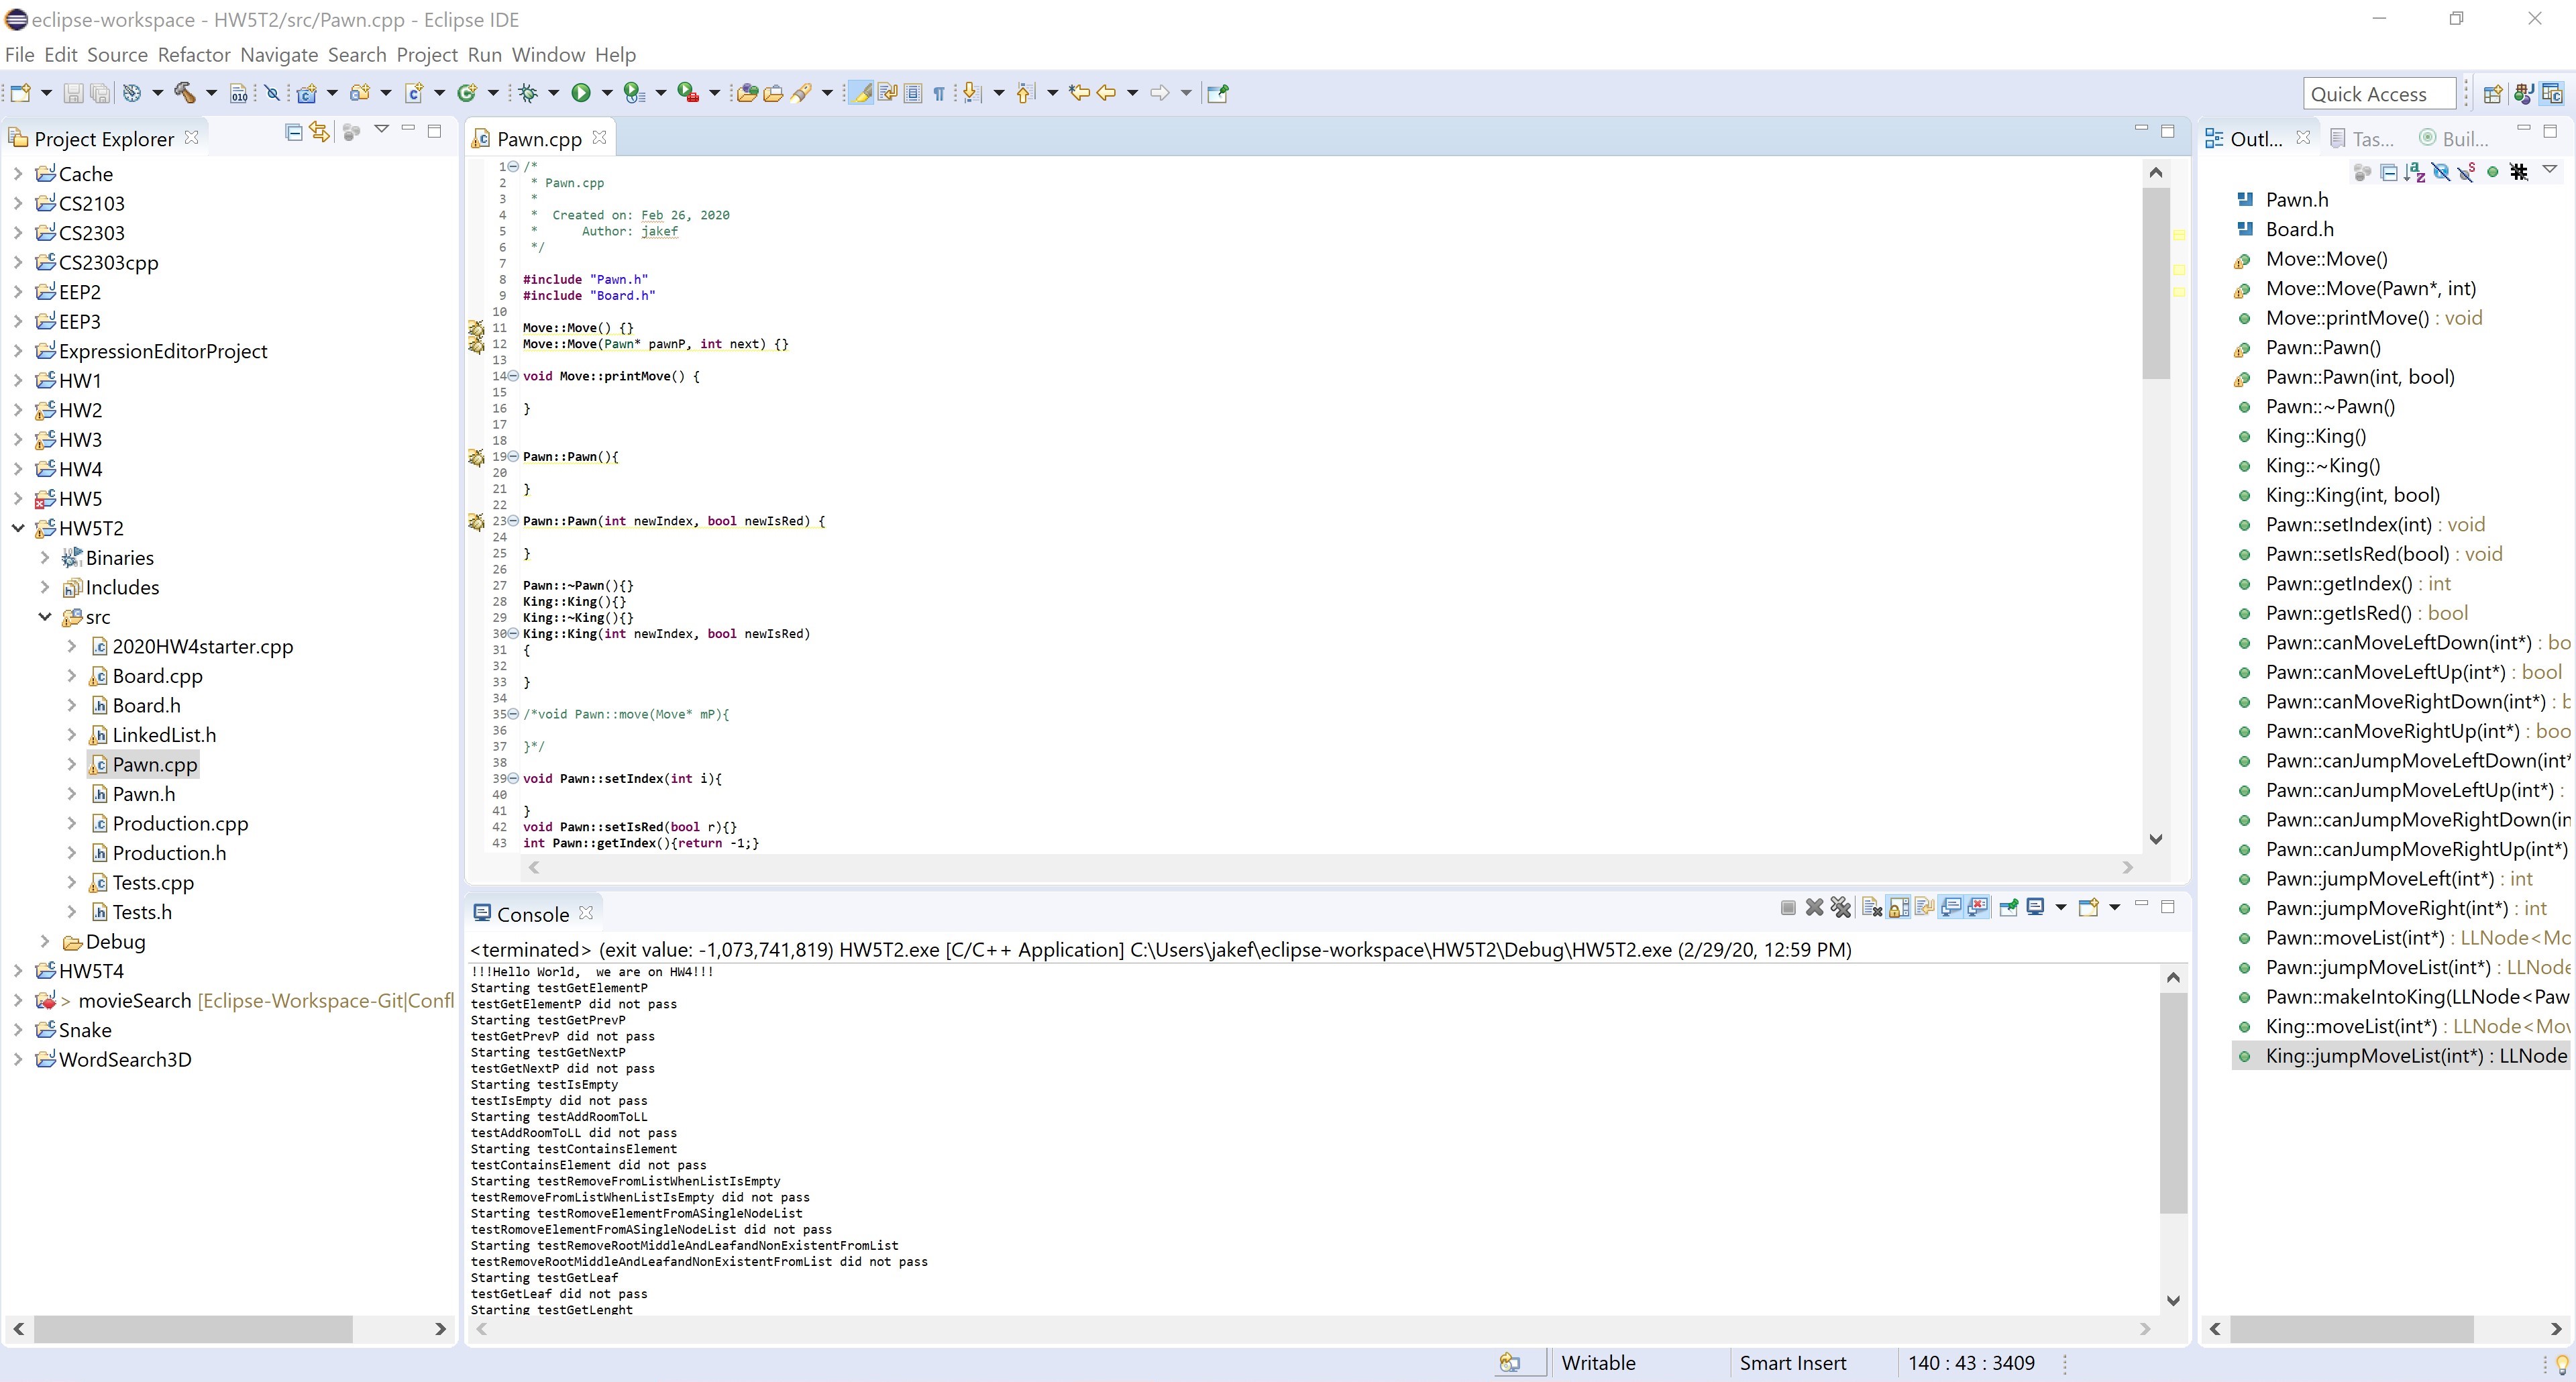 eclipse-workspace - HW5T2/src/Pawn.cpp - Eclipse IDE
File Edit Source Refactor Navigate Search Project Run Window Help
Quick Access
Project Explorer
Cache
CS2103
CS2303
CS2303cpp
EEP2
EEP3
ExpressionEditorProject
HW1
HW2
HW3
HW4
HW5
HW5T2
Binaries
Includes
src
2020HW4starter.cpp
Board.cpp
Board.h
LinkedList.h
Pawn.cpp
Pawn.h
Production.cpp
Production.h
Tests.cpp
Tests.h
Debug
HW5T4
> movieSearch [Eclipse-Workspace-Git|Confl
Snake
WordSearch3D
Pawn.cpp
1 /*
2  * Pawn.cpp
3  *
4  *  Created on: Feb 26, 2020
5  *      Author: jakef
6  */
7
8 #include "Pawn.h"
9 #include "Board.h"
10
11 Move::Move() {}
12 Move::Move(Pawn* pawnP, int next) {}
13
14 void Move::printMove() {
15
16 }
17
18
19 Pawn::Pawn(){
20
21 }
22
23 Pawn::Pawn(int newIndex, bool newIsRed) {
24
25 }
26
27 Pawn::~Pawn(){}
28 King::King(){}
29 King::~King(){}
30 King::King(int newIndex, bool newIsRed)
31 {
32
33 }
34
35 /*void Pawn::move(Move* mP){
36
37 }*/
38
39 void Pawn::setIndex(int i){
40
41 }
42 void Pawn::setIsRed(bool r){}
43 int Pawn::getIndex(){return -1;}
Console
<terminated> (exit value: -1,073,741,819) HW5T2.exe [C/C++ Application] C:\Users\jakef\eclipse-workspace\HW5T2\Debug\HW5T2.exe (2/29/20, 12:59 PM)
!!!Hello World,  we are on HW4!!!
Starting testGetElementP
testGetElementP did not pass
Starting testGetPrevP
testGetPrevP did not pass
Starting testGetNextP
testGetNextP did not pass
Starting testIsEmpty
testIsEmpty did not pass
Starting testAddRoomToLL
testAddRoomToLL did not pass
Starting testContainsElement
testContainsElement did not pass
Starting testRemoveFromListWhenListIsEmpty
testRemoveFromListWhenListIsEmpty did not pass
Starting testRomoveElementFromASingleNodeList
testRomoveElementFromASingleNodeList did not pass
Starting testRemoveRootMiddleAndLeafandNonExistentFromList
testRemoveRootMiddleAndLeafandNonExistentFromList did not pass
Starting testGetLeaf
testGetLeaf did not pass
Starting testGetLenght
Outl... Tas... Buil...
Pawn.h
Board.h
Move::Move()
Move::Move(Pawn*, int)
Move::printMove() : void
Pawn::Pawn()
Pawn::Pawn(int, bool)
Pawn::~Pawn()
King::King()
King::~King()
King::King(int, bool)
Pawn::setIndex(int) : void
Pawn::setIsRed(bool) : void
Pawn::getIndex() : int
Pawn::getIsRed() : bool
Pawn::canMoveLeftDown(int*) : bo
Pawn::canMoveLeftUp(int*) : bool
Pawn::canMoveRightDown(int*) : b
Pawn::canMoveRightUp(int*) : boo
Pawn::canJumpMoveLeftDown(int*
Pawn::canJumpMoveLeftUp(int*) :
Pawn::canJumpMoveRightDown(in
Pawn::canJumpMoveRightUp(int*)
Pawn::jumpMoveLeft(int*) : int
Pawn::jumpMoveRight(int*) : int
Pawn::moveList(int*) : LLNode<Mo
Pawn::jumpMoveList(int*) : LLNode
Pawn::makeIntoKing(LLNode<Paw
King::moveList(int*) : LLNode<Mov
King::jumpMoveList(int*) : LLNode
Writable
Smart Insert
140 : 43 : 3409